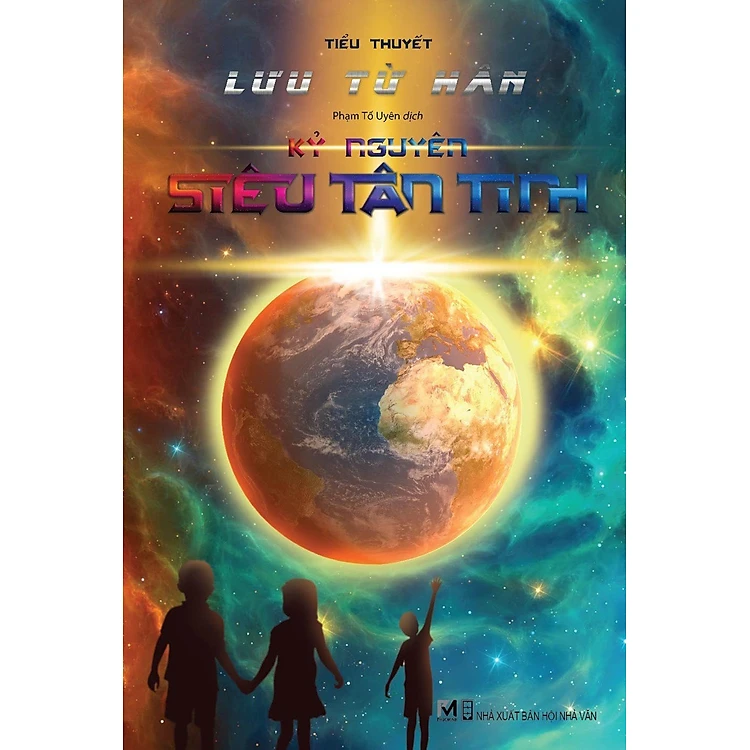 TIỂU THUYẾT
LƯU TỪ HÂN
Phạm Tố Uyên dịch
KỶ NGUYÊN
SIÊU TÂN TINH
M
NHÀ XUẤT BẢN HỘI NHÀ VĂN